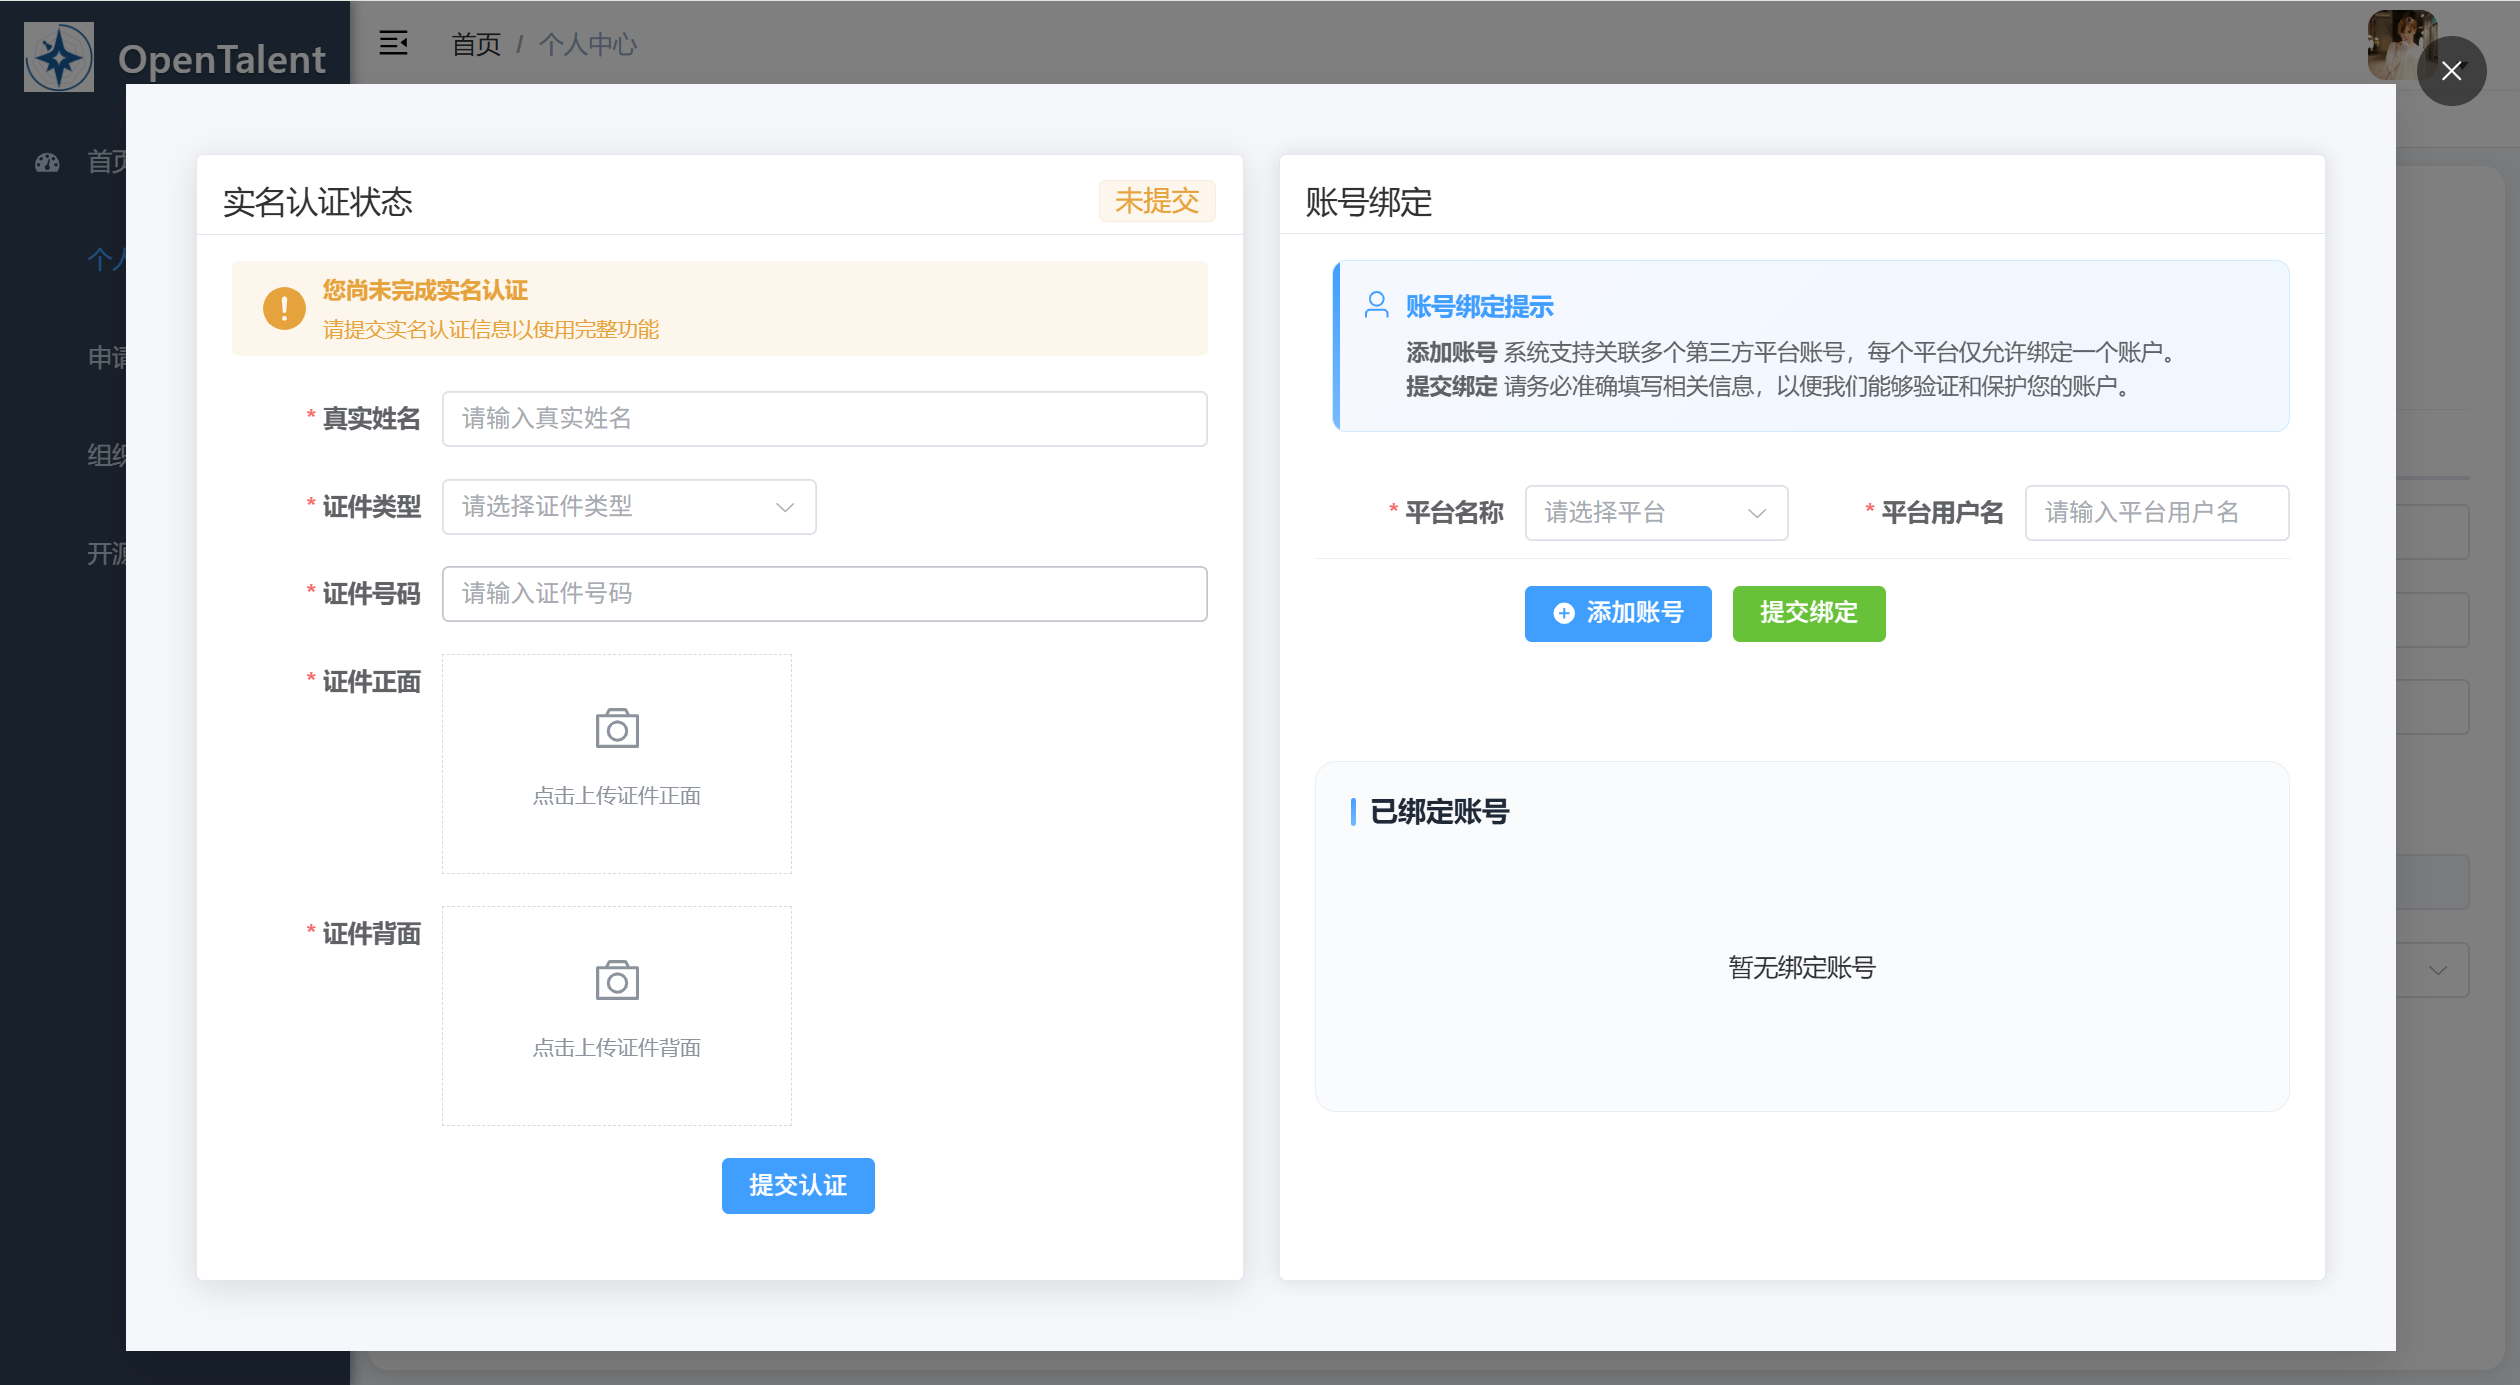 OpenTalent
首页 / 个人中心
首页
个人
申请
组织
开源
实名认证状态
未提交
您尚未完成实名认证
请提交实名认证信息以使用完整功能
* 真实姓名
请输入真实姓名
* 证件类型
请选择证件类型
* 证件号码
请输入证件号码
* 证件正面
点击上传证件正面
* 证件背面
点击上传证件背面
提交认证
账号绑定
账号绑定提示
添加账号 系统支持关联多个第三方平台账号，每个平台仅允许绑定一个账户。
提交绑定 请务必准确填写相关信息，以便我们能够验证和保护您的账户。
* 平台名称
请选择平台
* 平台用户名
请输入平台用户名
添加账号
提交绑定
已绑定账号
暂无绑定账号